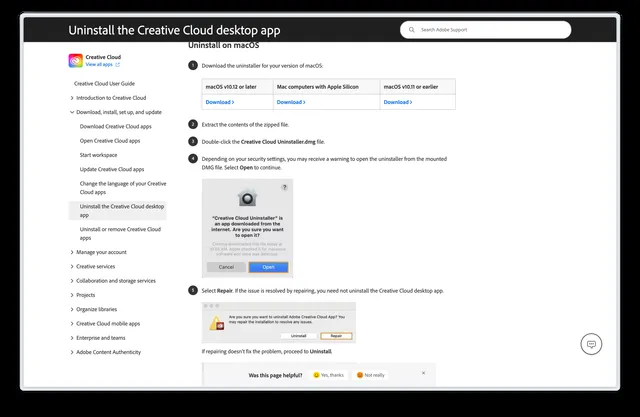 Uninstall the Creative Cloud desktop app
Search Adobe Support
Creative Cloud
View all apps
Creative Cloud User Guide
Introduction to Creative Cloud
Download, install, set up, and update
Download Creative Cloud apps
Open Creative Cloud apps
Start workspace
Update Creative Cloud apps
Change the language of your Creative
Cloud apps
Uninstall the Creative Cloud desktop
app
Uninstall or remove Creative Cloud
apps
Manage your account
Creative services
Collaboration and storage services
Projects
Organize libraries
Creative Cloud mobile apps
Enterprise and teams
Adobe Content Authenticity
Uninstall on macOS
1 Download the uninstaller for your version of macOS:
macOS v10.12 or later Mac computers with Apple Silicon macOS v10.11 or earlier
Download Download Download
2 Extract the contents of the zipped file.
3 Double-click the Creative Cloud Uninstaller.dmg file.
4 Depending on your security settings, you may receive a warning to open the uninstaller from the mounted
DMG file. Select Open to continue.
?
"Creative Cloud Uninstaller" is
an app downloaded from the
internet. Are you sure you want
to open it?
Cancel Open
5 Select Repair. If the issue is resolved by repairing, you need not uninstall the Creative Cloud desktop app.
Are you sure you want to uninstall Adobe Creative Cloud App? You
may repair the installation to resolve any issues.
Uninstall Repair
If repairing doesn't fix the problem, proceed to Uninstall.
Was this page helpful? Yes, thanks Not really